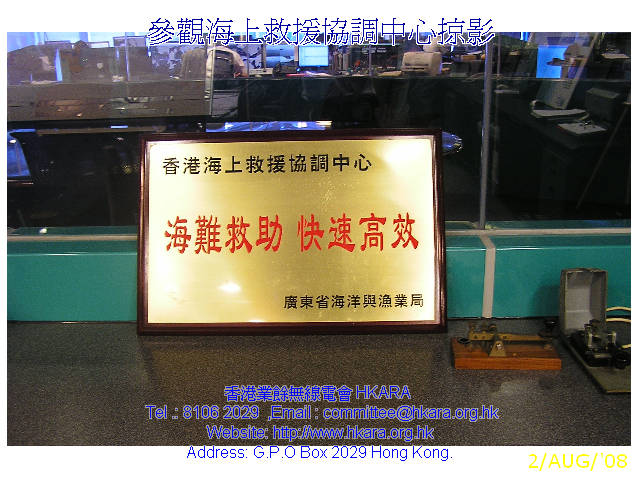 參觀海上救援協調中心掠影
香港海上救援協調中心
海難救助 快速高效
廣東省海洋與漁業局
香港業餘無線電會 HKARA
Tel .: 8106 2029 ,Email : committee@hkara.org.hk
Website: http://www.hkara.org.hk
Address: G.P.O Box 2029 Hong Kong.
2/AUG/'08